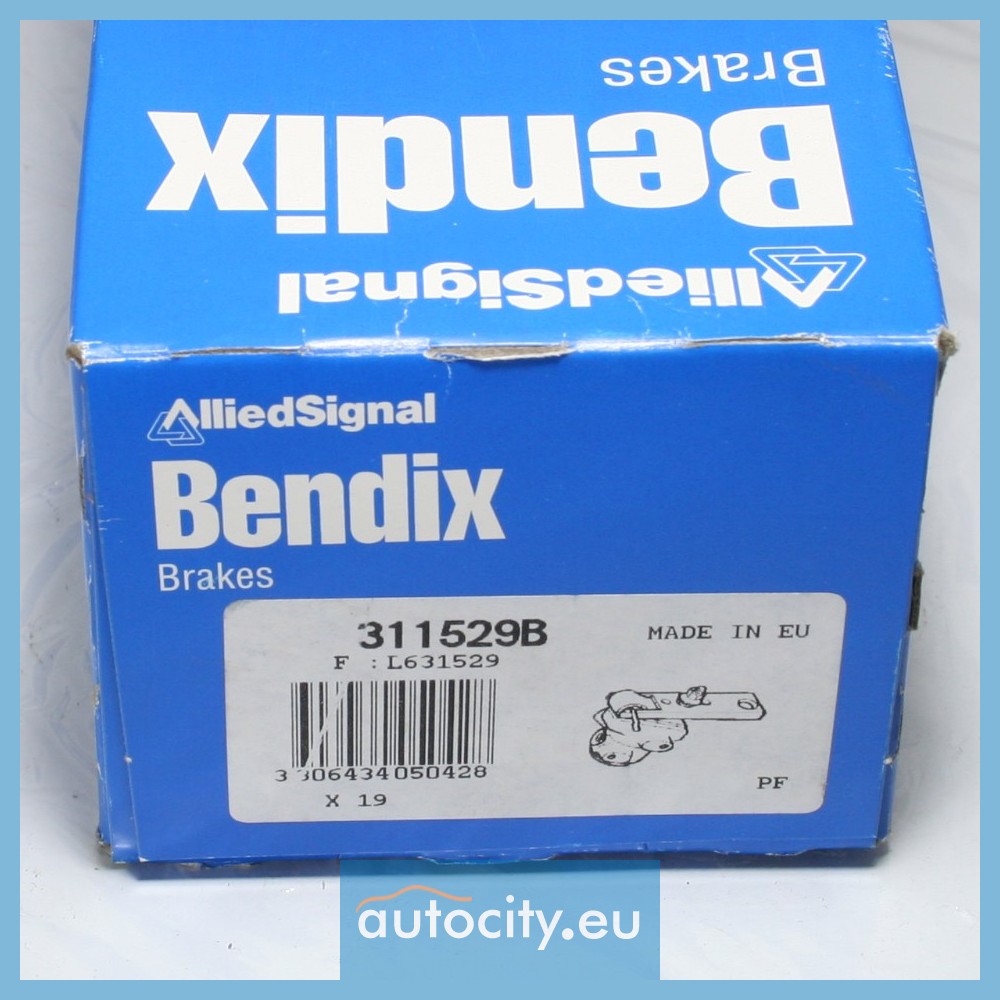 Brakes
Bendix
AlliedSignal
AlliedSignal
Bendix
Brakes
311529B
MADE IN EU
F : L631529
3306434050428
X 19
PF
autocity.eu